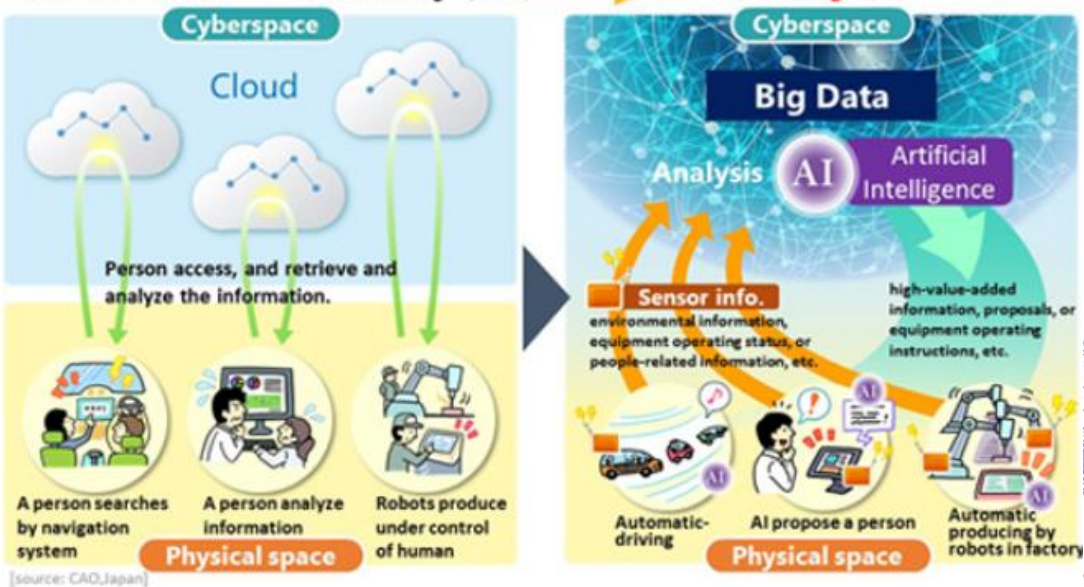 Cyberspace
Cloud
Person access, and retrieve and
analyze the information.
A person searches
by navigation
system
A person analyze
information
Robots produce
under control
of human
Physical space
[source: CAO,Japan]
Cyberspace
Big Data
Analysis
AI
Artificial
Intelligence
Sensor info.
environmental information,
equipment operating status, or
people-related information, etc.
high-value-added
information, proposals, or
equipment operating
instructions, etc.
AI
AI
AI
Automatic-
driving
AI propose a person
Automatic
producing by
robots in factory
Physical space